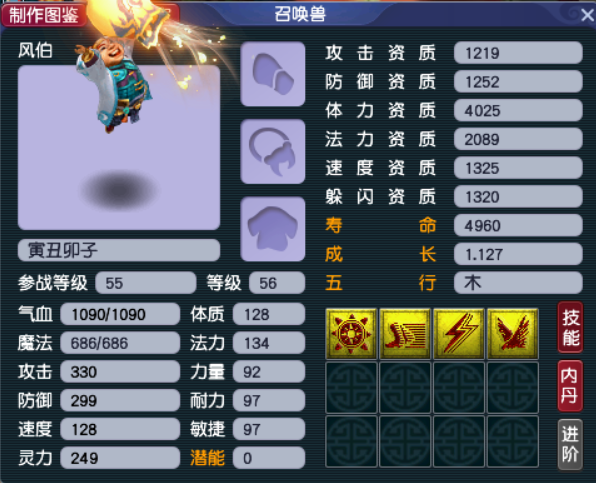 制作图鉴
召唤兽
风伯
寅丑卯子
参战等级 55 等级 56
气血 1090/1090 体质 128
魔法 686/686 法力 134
攻击 330 力量 92
防御 299 耐力 97
速度 128 敏捷 97
灵力 249 潜能 0
攻击资质 1219
防御资质 1252
体力资质 4025
法力资质 2089
速度资质 1325
躲闪资质 1320
寿命 4960
成长 1.127
五行 木
技能
内丹
进阶